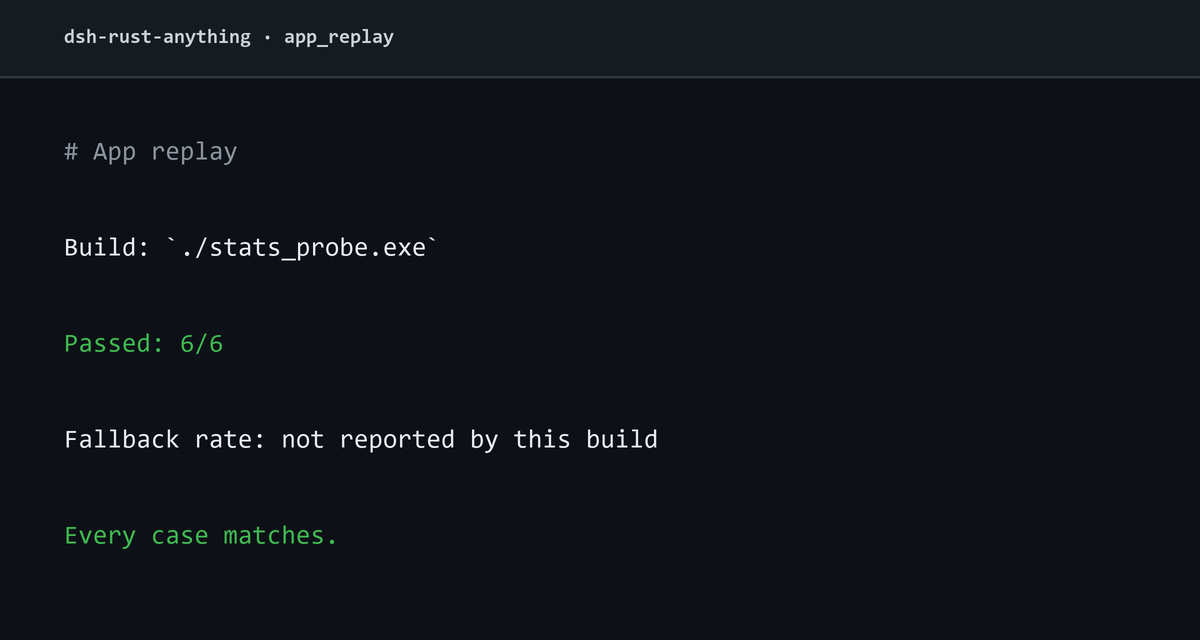 dsh-rust-anything · app_replay
# App replay
Build: `./stats_probe.exe`
Passed: 6/6
Fallback rate: not reported by this build
Every case matches.